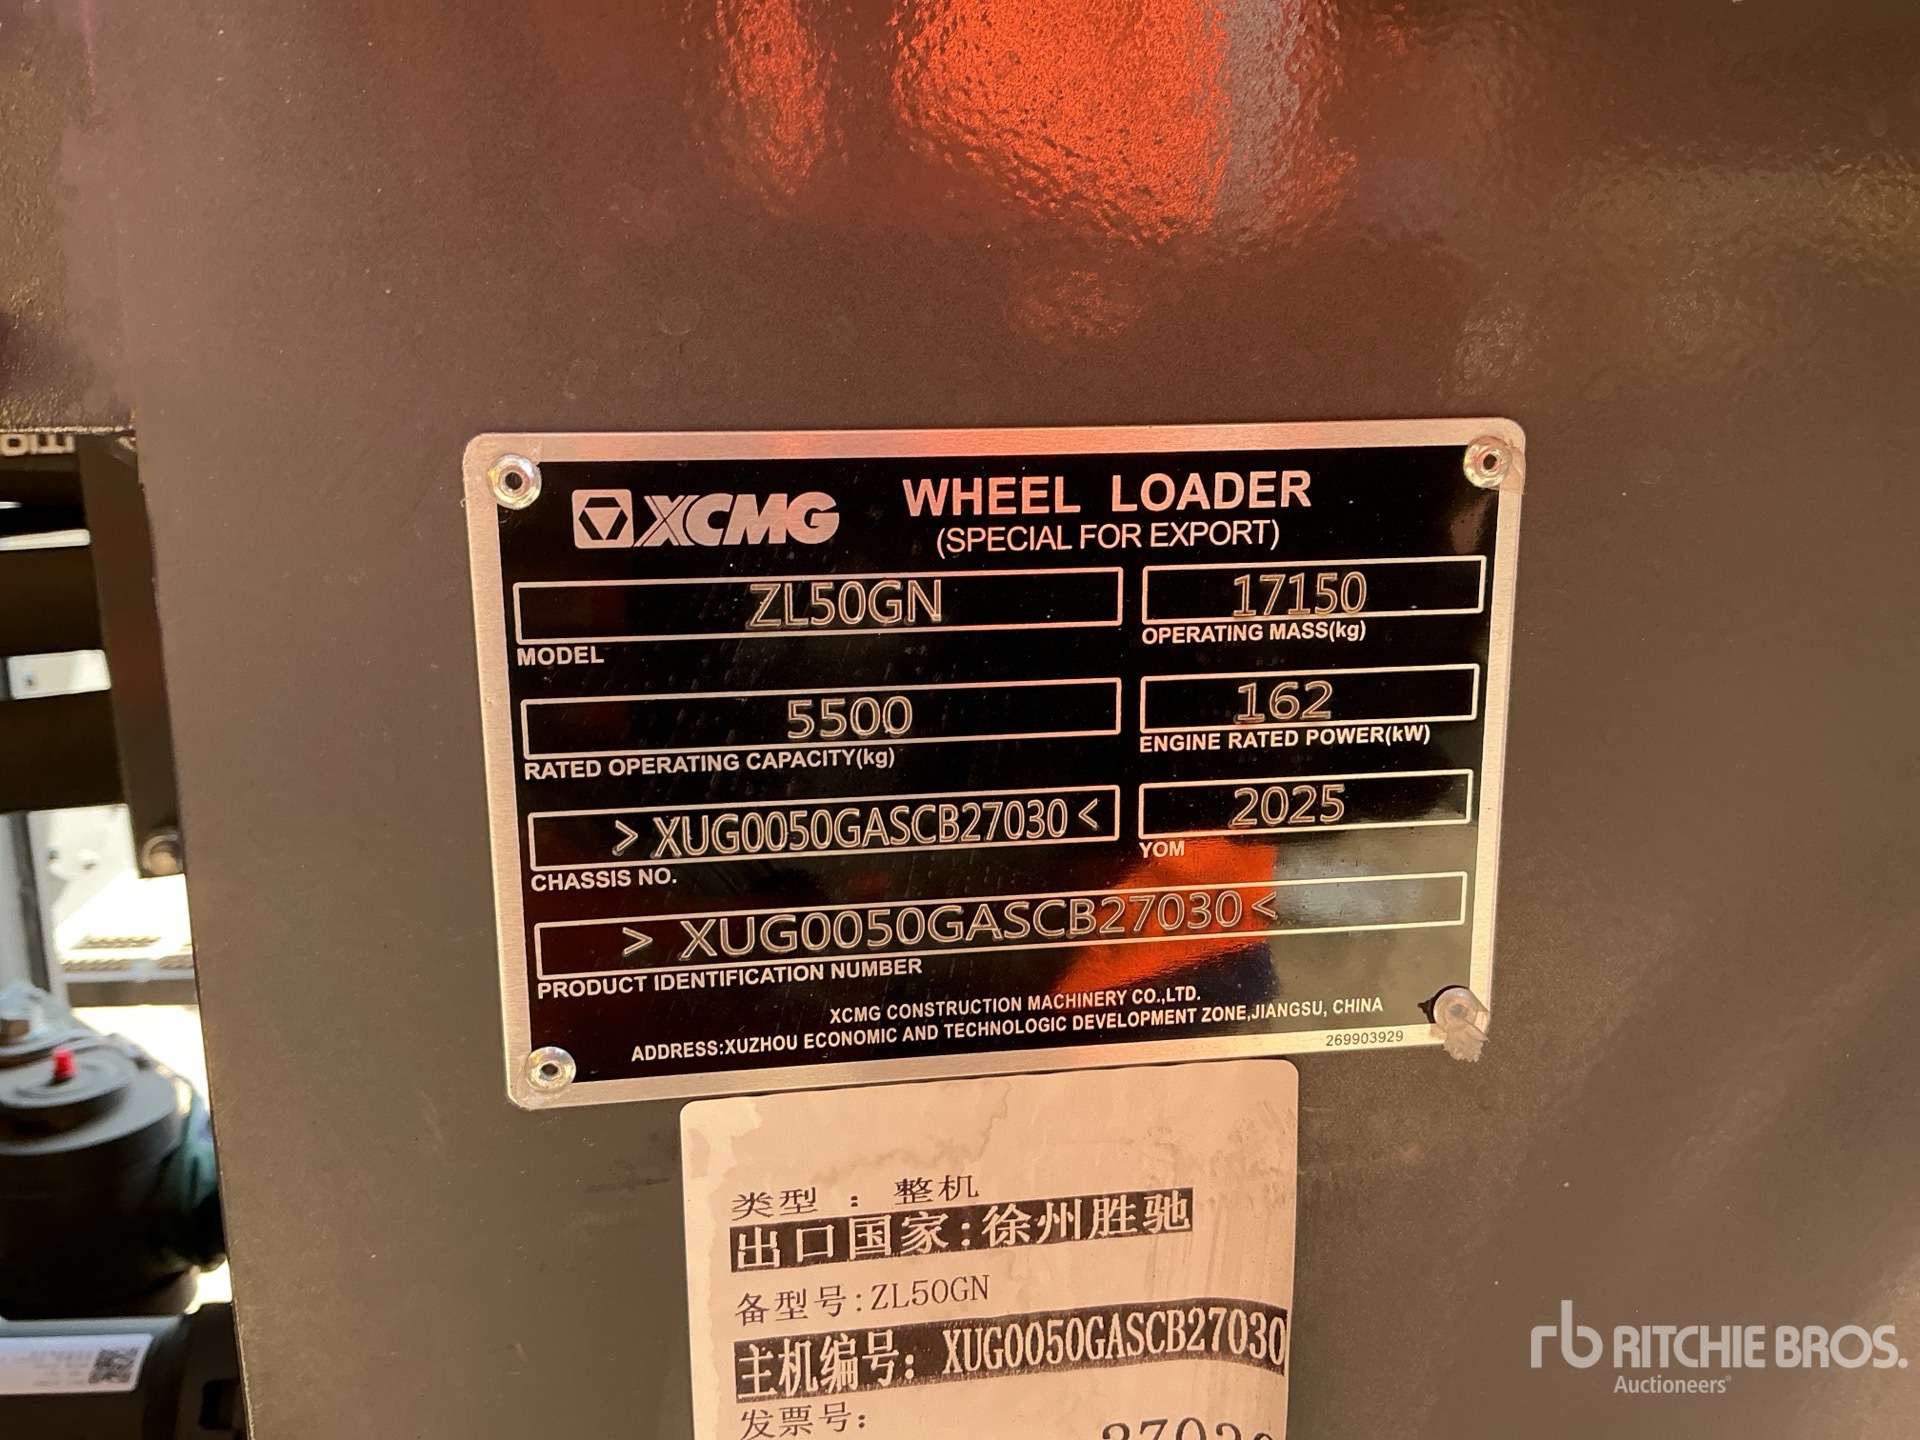 XCMG
WHEEL LOADER
(SPECIAL FOR EXPORT)
ZL50GN
MODEL
17150
OPERATING MASS(kg)
5500
RATED OPERATING CAPACITY(kg)
162
ENGINE RATED POWER(kW)
> XUG0050GASCB27030 <
CHASSIS NO.
2025
YOM
> XUG0050GASCB27030 <
PRODUCT IDENTIFICATION NUMBER
XCMG CONSTRUCTION MACHINERY CO.,LTD.
ADDRESS:XUZHOU ECONOMIC AND TECHNOLOGIC DEVELOPMENT ZONE,JIANGSU, CHINA
269903929
类型 : 整机
出口国家:徐州胜驰
备型号:ZL50GN
主机编号: XUG0050GASCB27030
发票号:
rb RITCHIE BROS.
Auctioneers